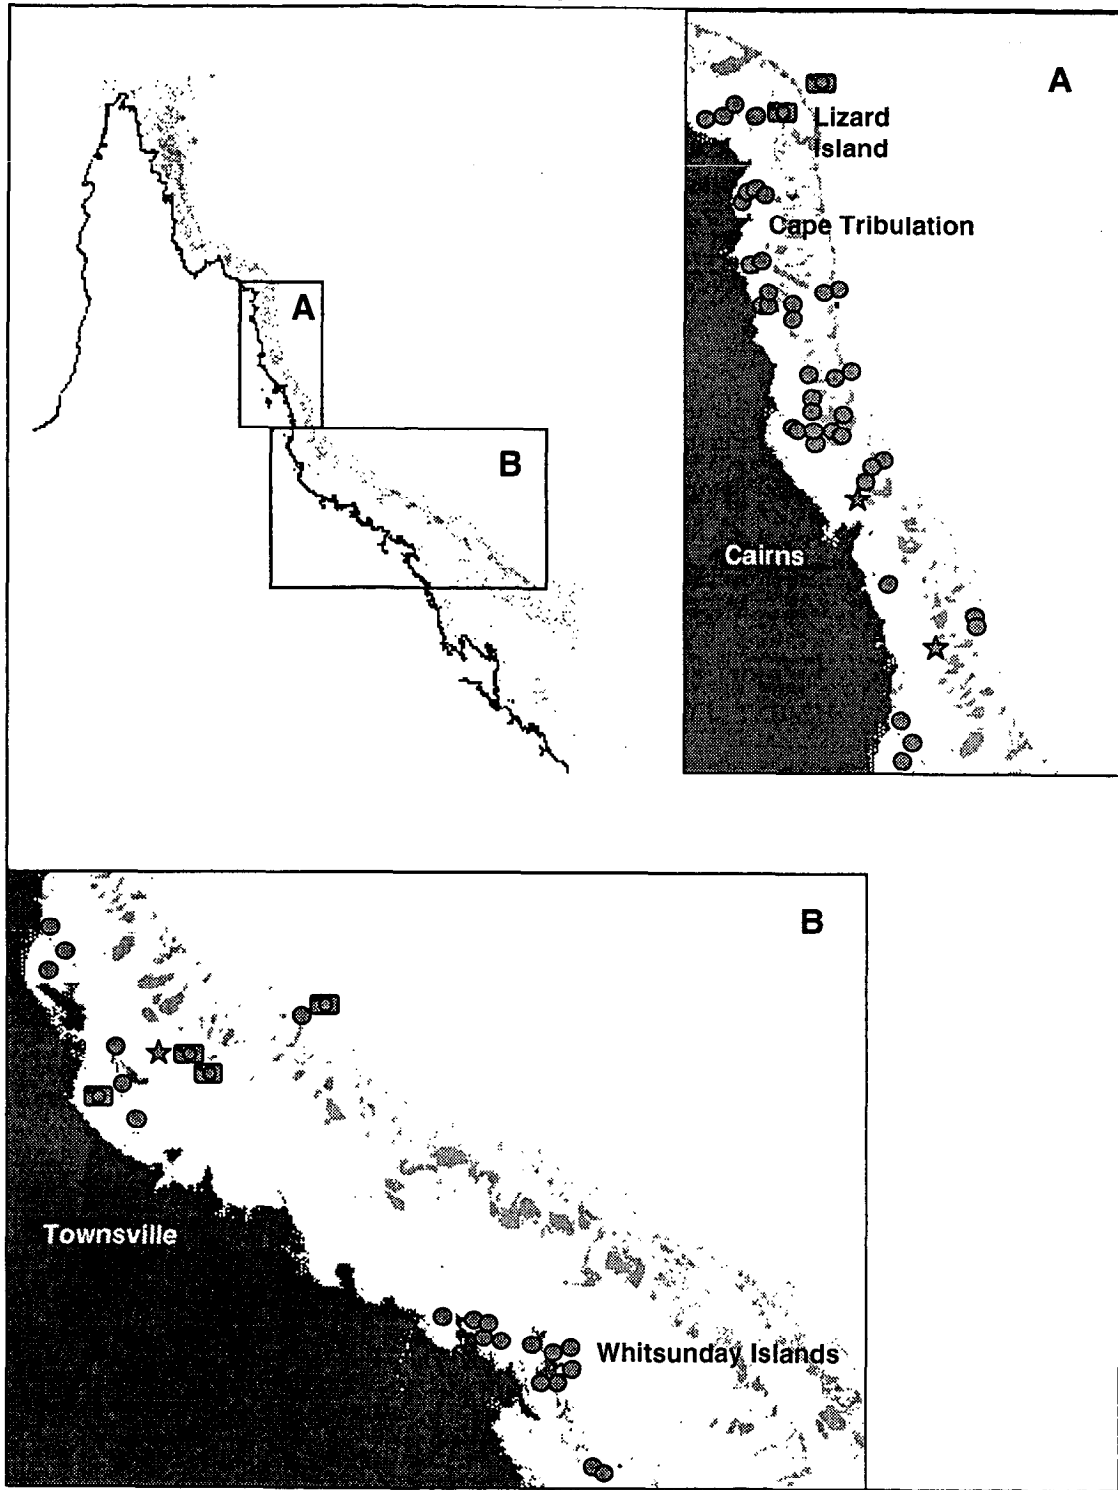 A
Lizard
Island
Cape Tribulation
A
B
Cairns
B
Townsville
Whitsunday Islands